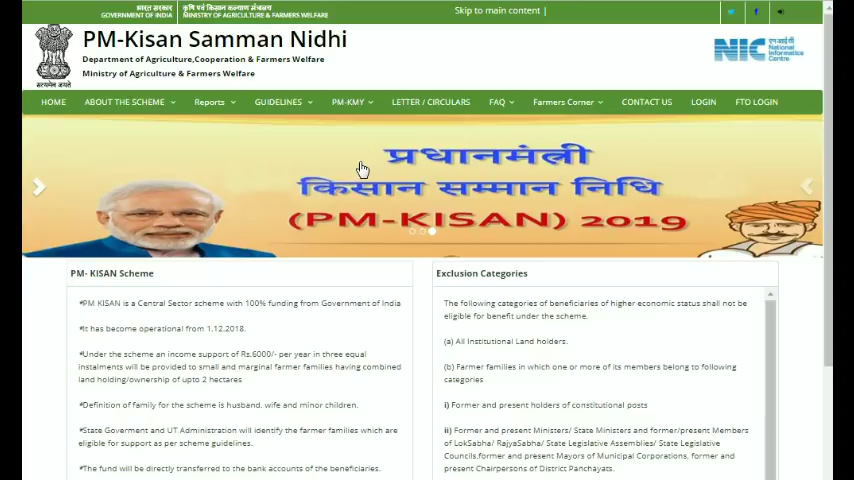 भारत सरकार
GOVERNMENT OF INDIA
कृषि एवं किसान कल्याण मंत्रालय
MINISTRY OF AGRICULTURE & FARMERS WELFARE
Skip to main content |
सत्यमेव जयते
PM-Kisan Samman Nidhi
Department of Agriculture,Cooperation & Farmers Welfare
Ministry of Agriculture & Farmers Welfare
NIC एन आई सी
National
Informatics
Centre
HOME ABOUT THE SCHEME Reports GUIDELINES PM-KMY LETTER / CIRCULARS FAQ Farmers Corner CONTACT US LOGIN FTO LOGIN
प्रधानमंत्री
किसान सम्मान निधि
(PM-KISAN) 2019
PM- KISAN Scheme
*PM KISAN is a Central Sector scheme with 100% funding from Government of India
*It has become operational from 1.12.2018.
*Under the scheme an income support of Rs.6000/- per year in three equal
instalments will be provided to small and marginal farmer families having combined
land holding/ownership of upto 2 hectares
*Definition of family for the scheme is husband, wife and minor children.
*State Goverment and UT Administration will identify the farmer families which are
eligible for support as per scheme guidelines.
*The fund will be directly transferred to the bank accounts of the beneficiaries.
Exclusion Categories
The following categories of beneficiaries of higher economic status shall not be
eligible for benefit under the scheme.
(a) All Institutional Land holders.
(b) Farmer families in which one or more of its members belong to following
categories
i) Former and present holders of constitutional posts
ii) Former and present Ministers/ State Ministers and former/present Members
of LokSabha/ RajyaSabha/ State Legislative Assemblies/ State Legislative
Councils,former and present Mayors of Municipal Corporations, former and
present Chairpersons of District Panchayats.